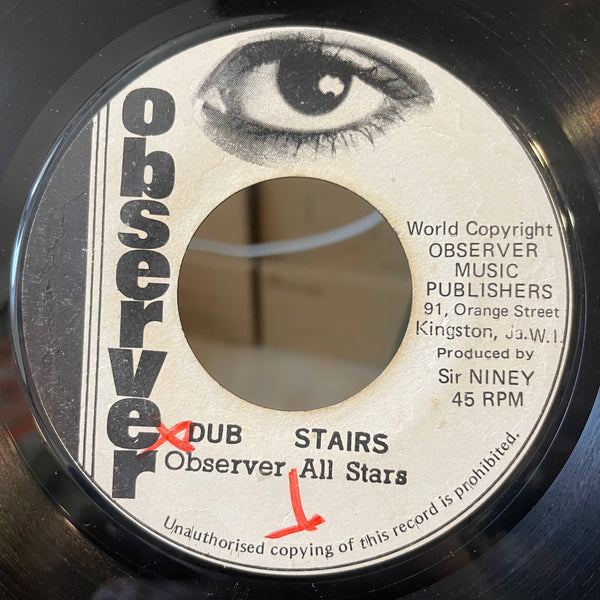 observer
World Copyright
OBSERVER
MUSIC
PUBLISHERS
91, Orange Street
Kingston, Ja.W.I.
Produced by
Sir NINEY
45 RPM
DUB STAIRS
Observer All Stars
Unauthorised copying of this record is prohibited.